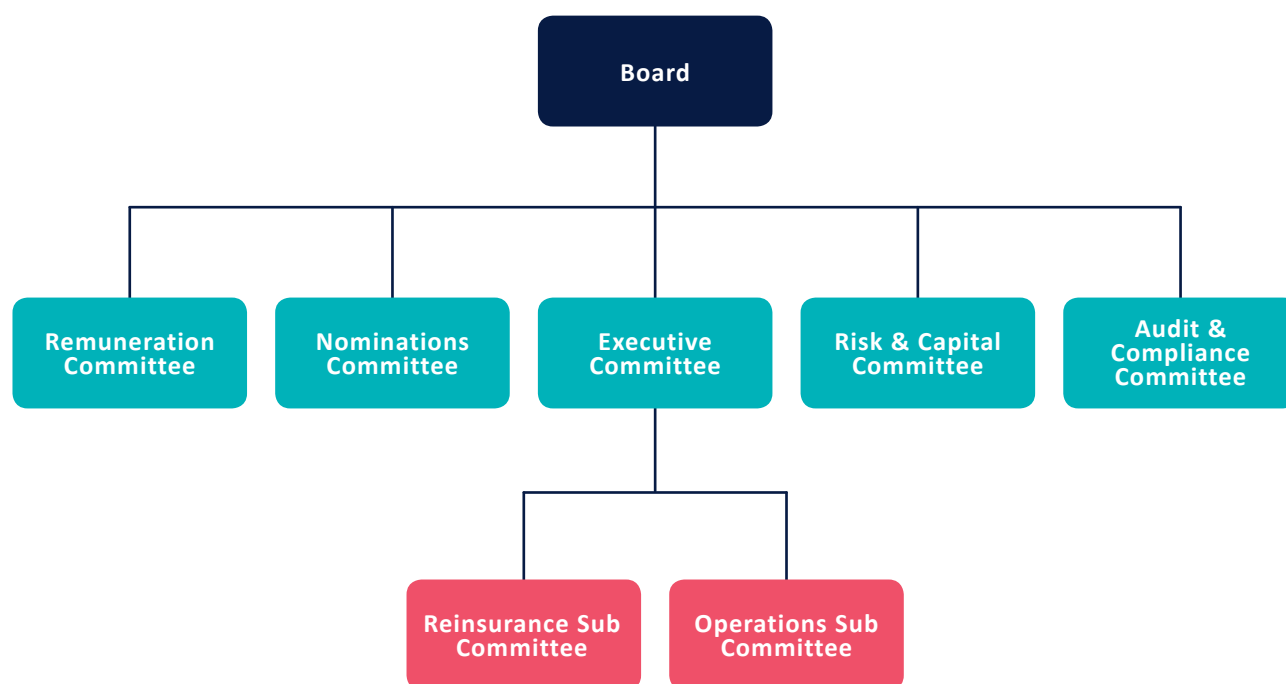 Board
Remuneration
Committee
Nominations
Committee
Executive
Committee
Risk & Capital
Committee
Audit &
Compliance
Committee
Reinsurance Sub
Committee
Operations Sub
Committee